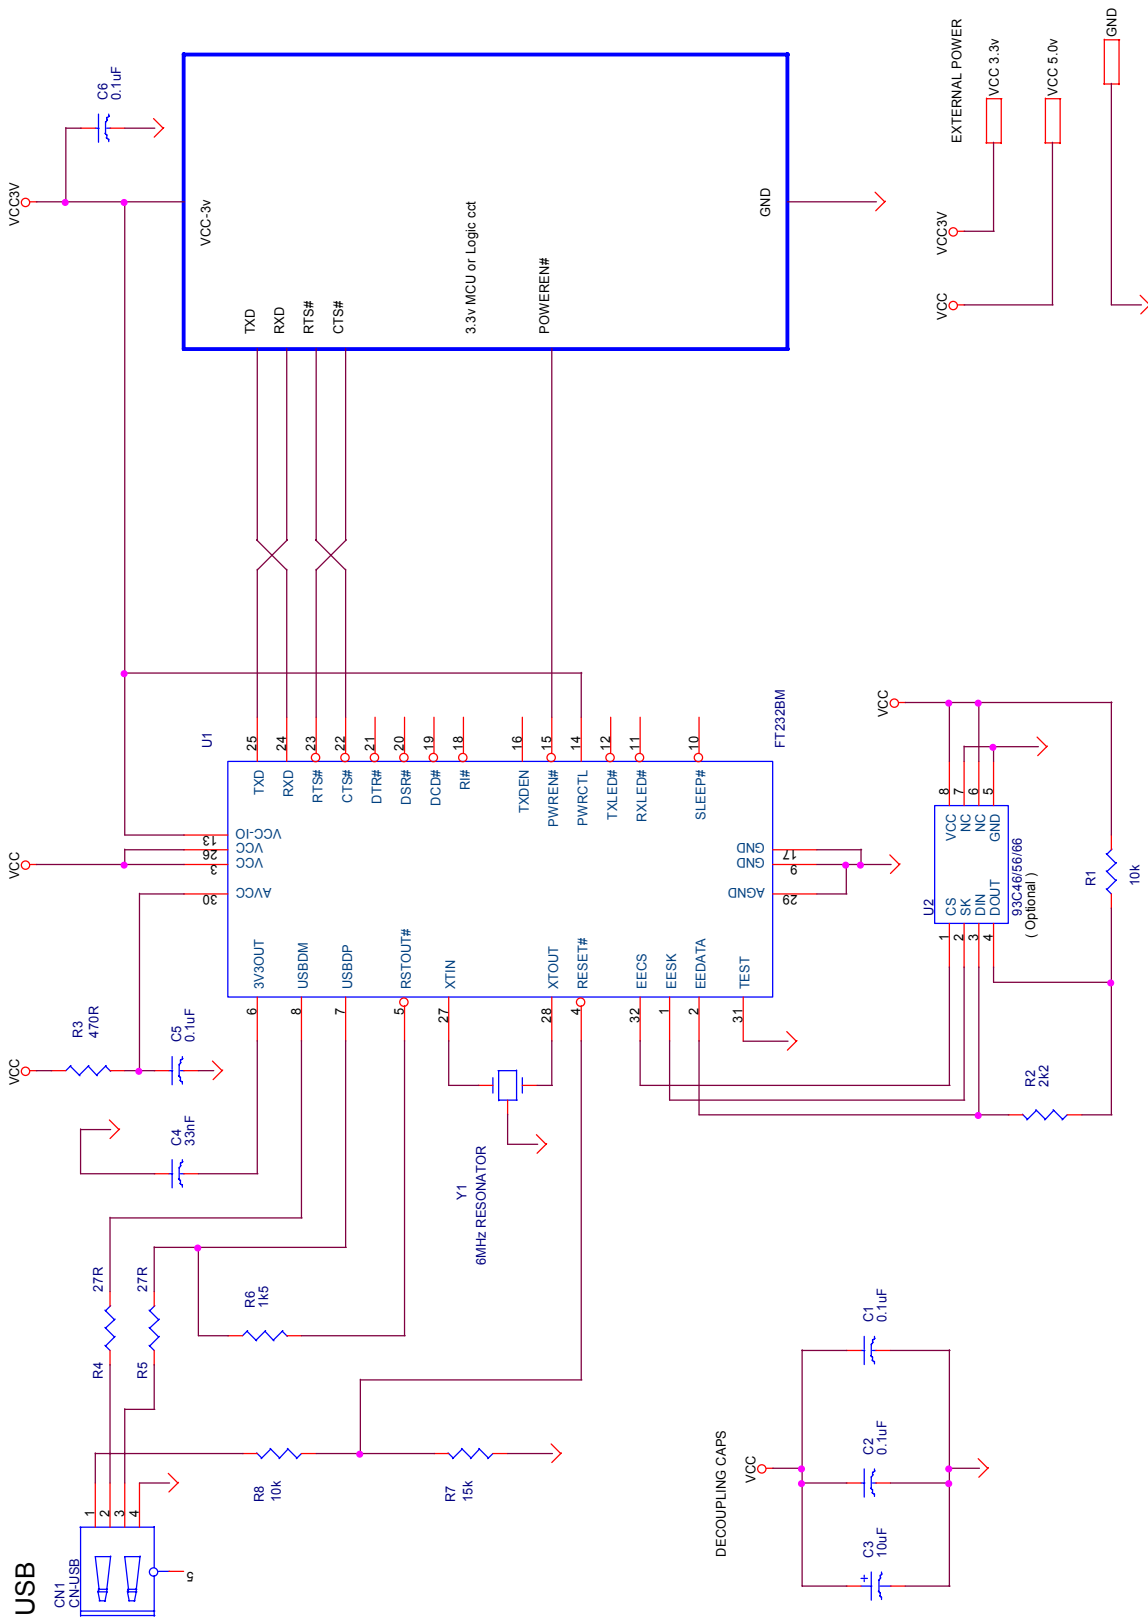 USB
CN1
CN-USB
1
2
3
4
5
R4
27R
R5
27R
R6
1k5
R8
10k
R7
15k
C4
33nF
VCC
R3
470R
C5
0.1uF
Y1
6MHz RESONATOR
U1
FT232BM
6
3V3OUT
8
USBDM
7
USBDP
5
RSTOUT#
27
XTIN
28
XTOUT
4
RESET#
32
EECS
1
EESK
2
EEDATA
31
TEST
30
AVCC
3
VCC
26
VCC
13
VCC-IO
VCC
29
AGND
9
GND
17
GND
25
TXD
24
RXD
23
RTS#
22
CTS#
21
DTR#
20
DSR#
19
DCD#
18
RI#
16
TXDEN
15
PWREN#
14
PWRCTL
12
TXLED#
11
RXLED#
10
SLEEP#
VCC3V
C6
0.1uF
VCC-3v
TXD
RXD
RTS#
CTS#
3.3v MCU or Logic cct
POWEREN#
GND
EXTERNAL POWER
VCC3V
VCC 3.3v
VCC
VCC 5.0v
GND
VCC
U2
93C46/56/66
( Optional )
1
CS
2
SK
3
DIN
4
DOUT
8
VCC
7
NC
6
NC
5
GND
R1
10k
R2
2k2
DECOUPLING CAPS
VCC
C3
10uF
+
C2
0.1uF
C1
0.1uF